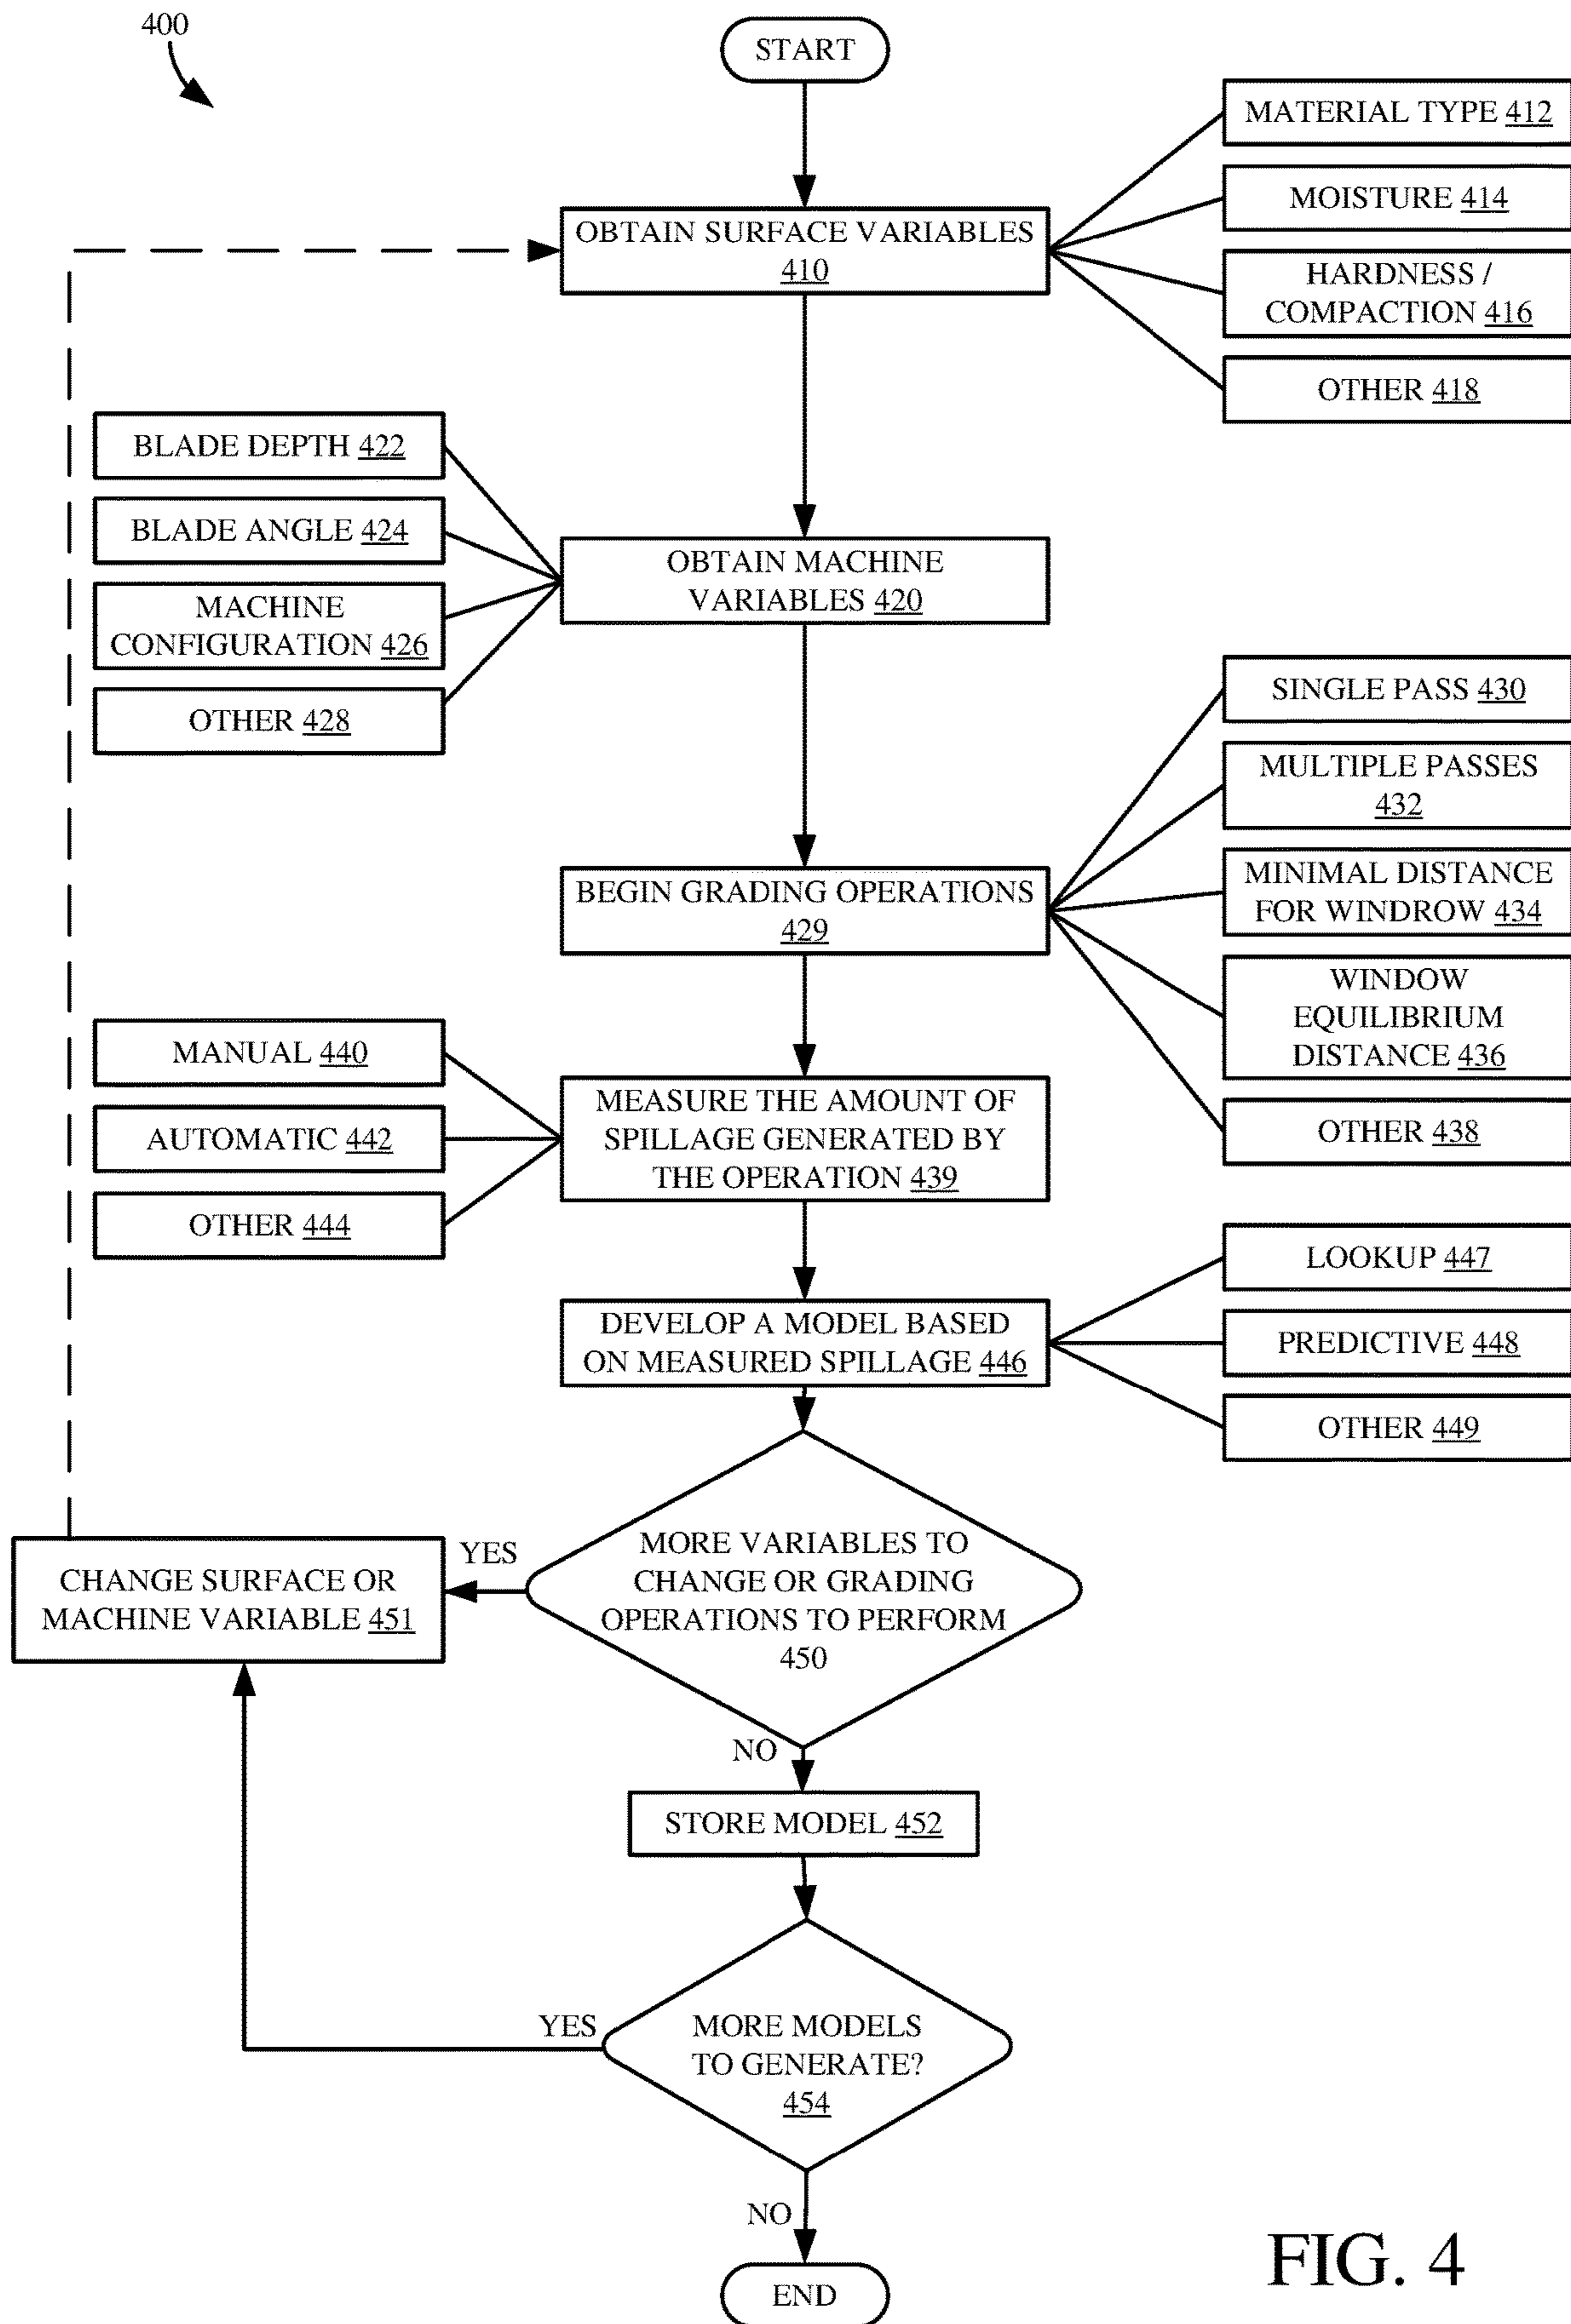 400
START
MATERIAL TYPE 412
MOISTURE 414
OBTAIN SURFACE VARIABLES
410
HARDNESS /
COMPACTION 416
OTHER 418
BLADE DEPTH 422
BLADE ANGLE 424
MACHINE
CONFIGURATION 426
OTHER 428
OBTAIN MACHINE
VARIABLES 420
SINGLE PASS 430
MULTIPLE PASSES
432
MINIMAL DISTANCE
FOR WINDROW 434
WINDOW
EQUILIBRIUM
DISTANCE 436
OTHER 438
BEGIN GRADING OPERATIONS
429
MANUAL 440
AUTOMATIC 442
OTHER 444
MEASURE THE AMOUNT OF
SPILLAGE GENERATED BY
THE OPERATION 439
LOOKUP 447
PREDICTIVE 448
OTHER 449
DEVELOP A MODEL BASED
ON MEASURED SPILLAGE 446
MORE VARIABLES TO
CHANGE OR GRADING
OPERATIONS TO PERFORM
450
YES
CHANGE SURFACE OR
MACHINE VARIABLE 451
NO
STORE MODEL 452
YES
MORE MODELS
TO GENERATE?
454
NO
END
FIG. 4